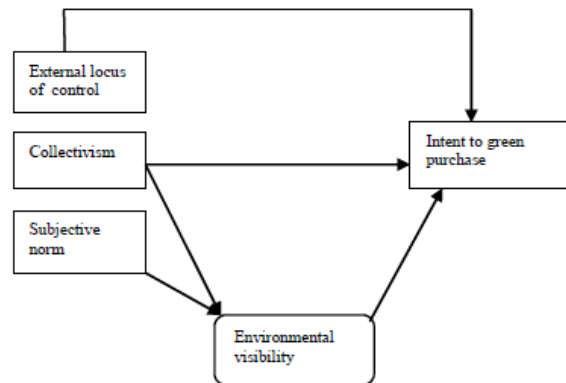 External locus
of control
Collectivism
Intent to green
purchase
Subjective
norm
Environmental
visibility